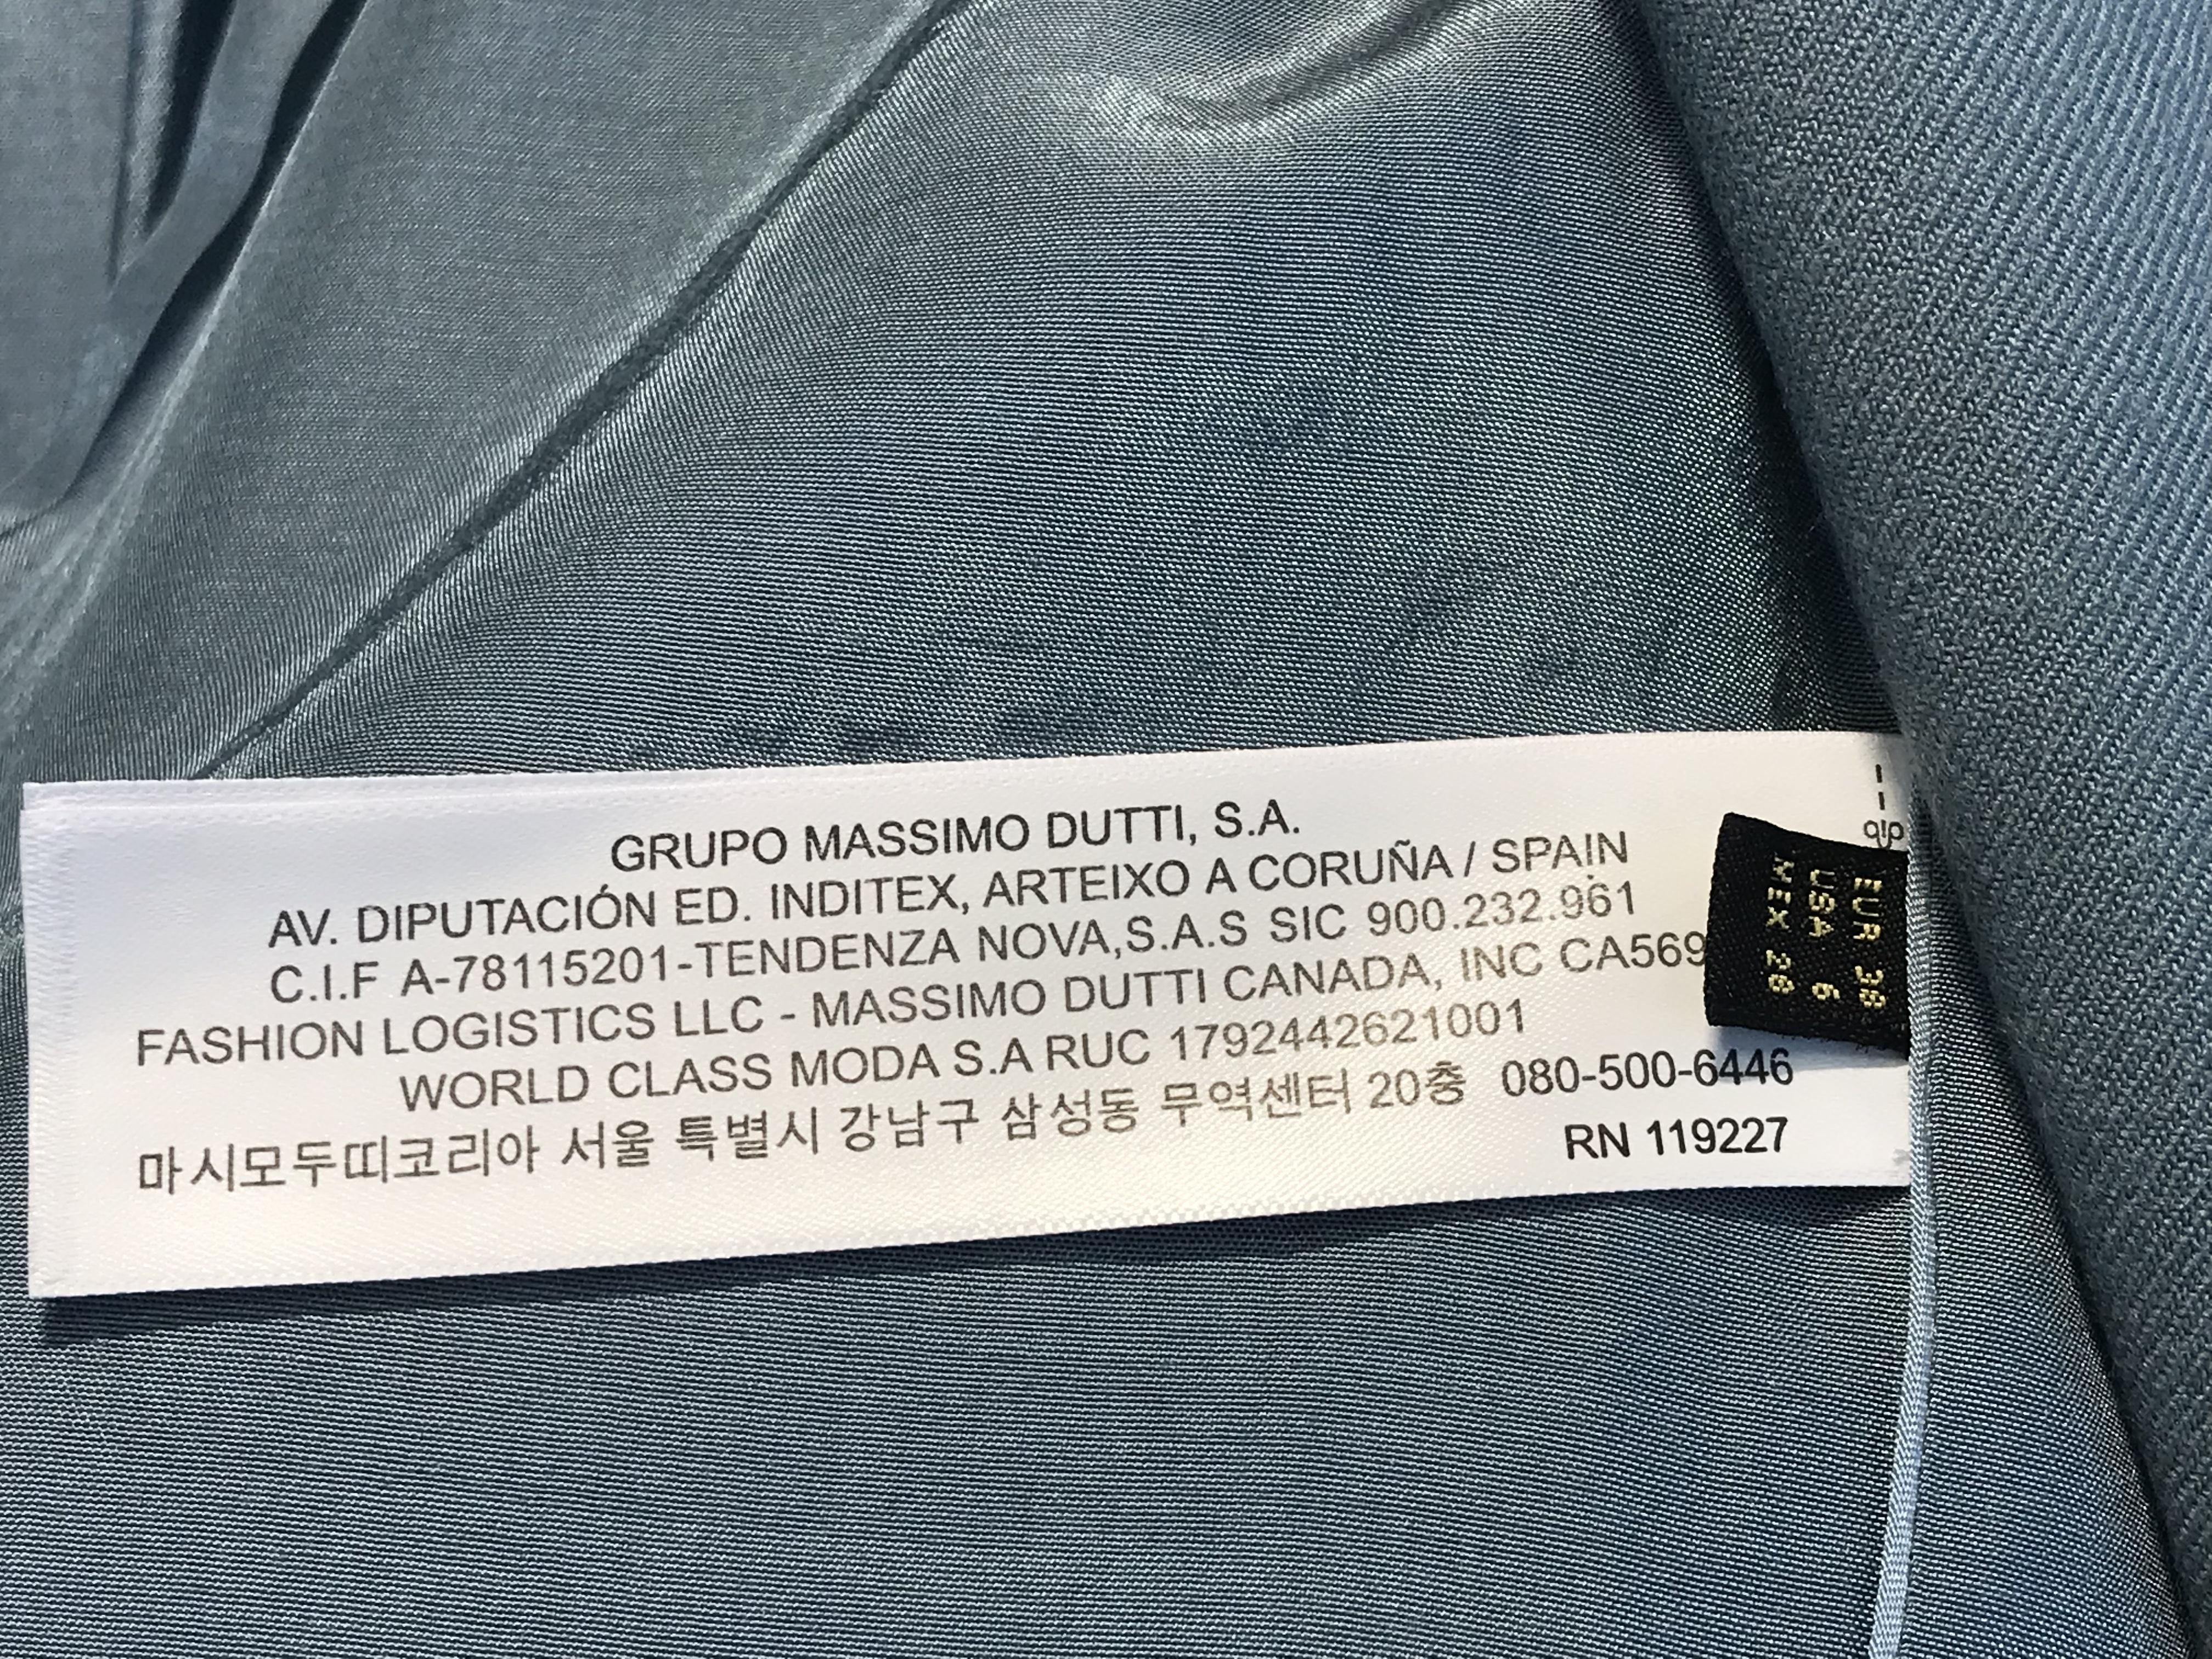 GRUPO MASSIMO DUTTI, S.A.
AV. DIPUTACIÓN ED. INDITEX, ARTEIXO A CORUÑA / SPAIN
C.I.F A-78115201-TENDENZA NOVA,S.A.S SIC 900.232.961
FASHION LOGISTICS LLC - MASSIMO DUTTI CANADA, INC CA569
WORLD CLASS MODA S.A RUC 1792442621001
마시모두띠코리아 서울 특별시 강남구 삼성동 무역센터 20층 080-500-6446
RN 119227
EUR 38
USA 6
MEX 28